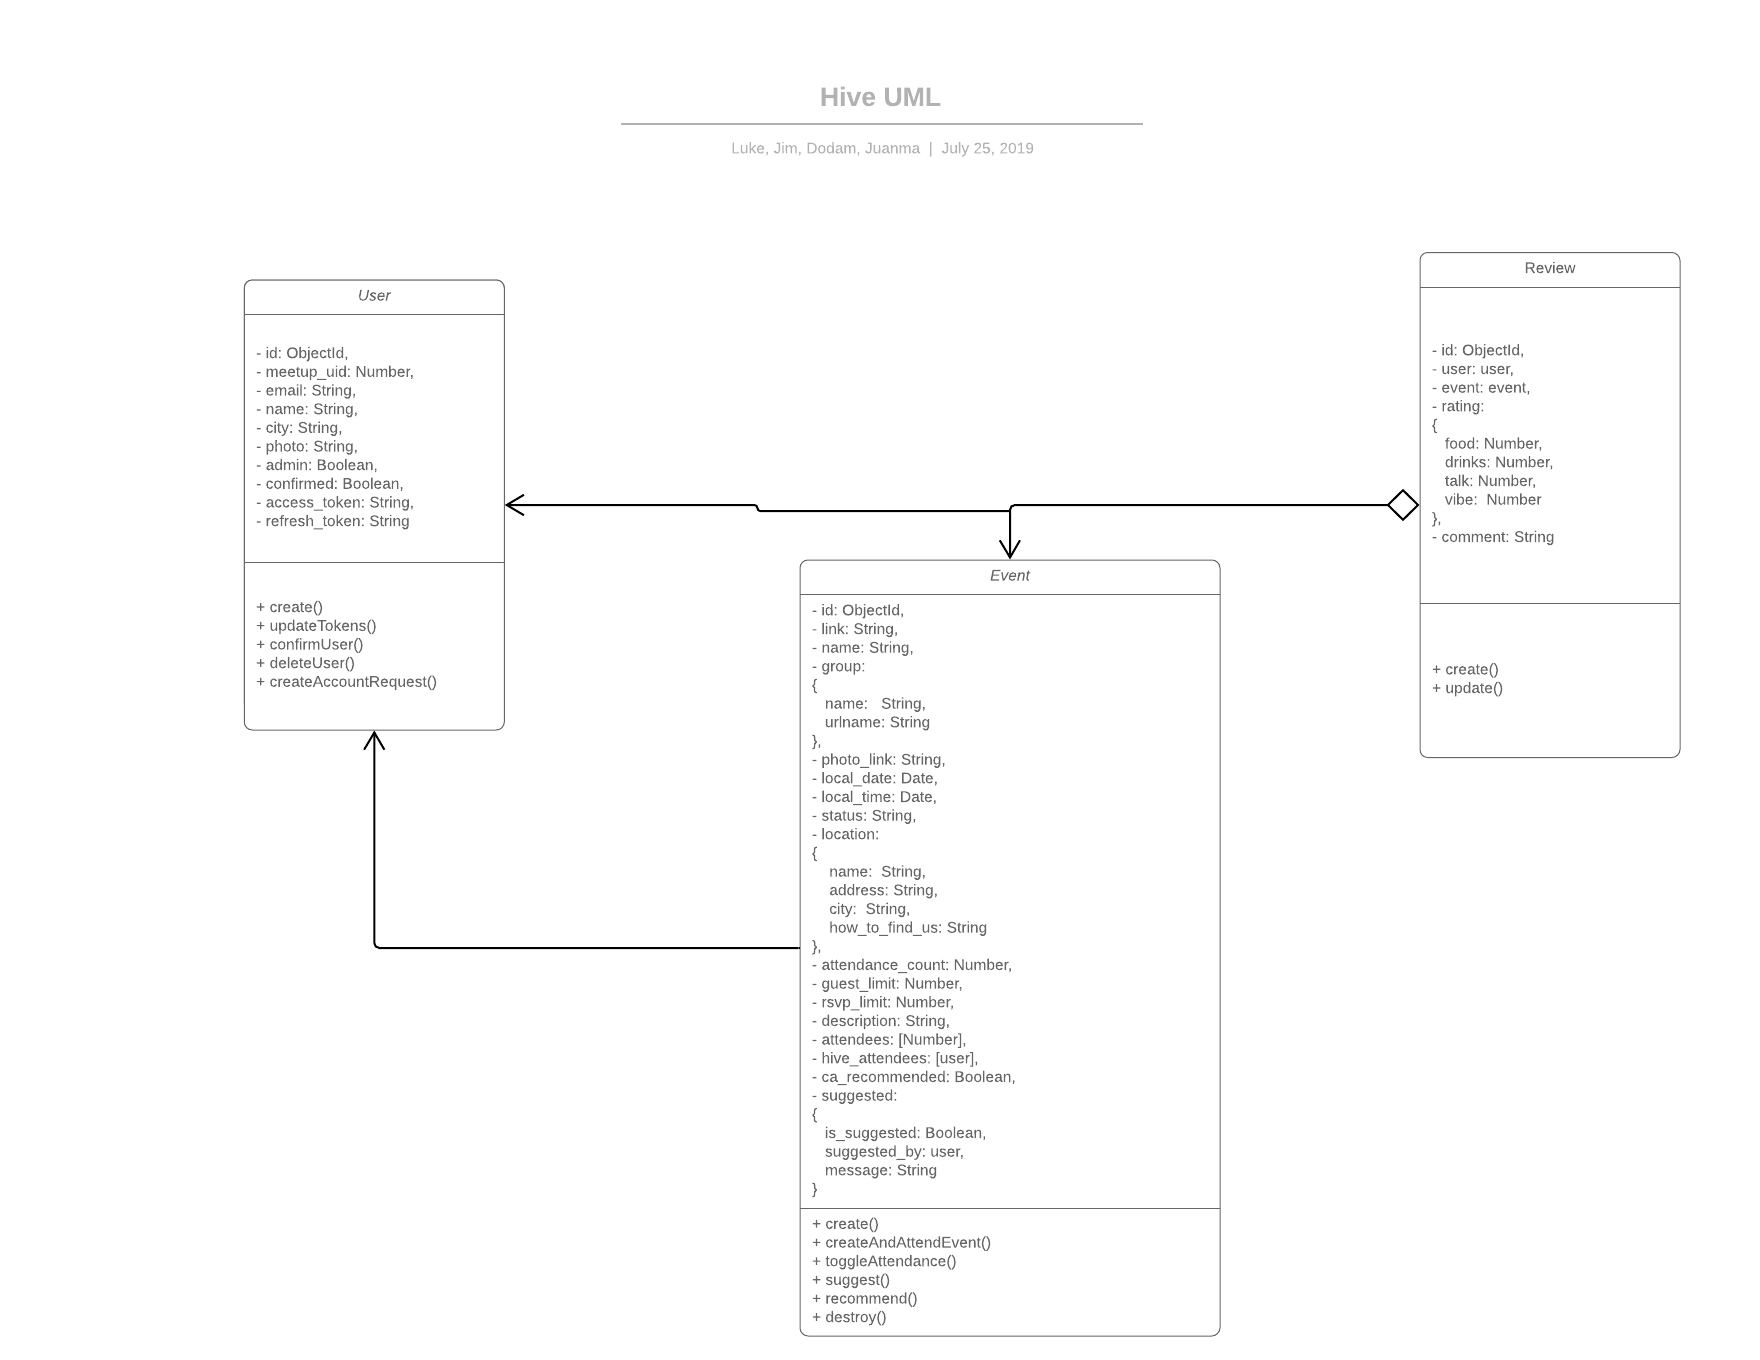 Hive UML
Luke, Jim, Dodam, Juanma | July 25, 2019
User
- id: ObjectId,
- meetup_uid: Number,
- email: String,
- name: String,
- city: String,
- photo: String,
- admin: Boolean,
- confirmed: Boolean,
- access_token: String,
- refresh_token: String
+ create()
+ updateTokens()
+ confirmUser()
+ deleteUser()
+ createAccountRequest()
Event
- id: ObjectId,
- link: String,
- name: String,
- group:
{
name: String,
urlname: String
},
- photo_link: String,
- local_date: Date,
- local_time: Date,
- status: String,
- location:
{
name: String,
address: String,
city: String,
how_to_find_us: String
},
- attendance_count: Number,
- guest_limit: Number,
- rsvp_limit: Number,
- description: String,
- attendees: [Number],
- hive_attendees: [user],
- ca_recommended: Boolean,
- suggested:
{
is_suggested: Boolean,
suggested_by: user,
message: String
}
+ create()
+ createAndAttendEvent()
+ toggleAttendance()
+ suggest()
+ recommend()
+ destroy()
Review
- id: ObjectId,
- user: user,
- event: event,
- rating:
{
food: Number,
drinks: Number,
talk: Number,
vibe: Number
},
- comment: String
+ create()
+ update()